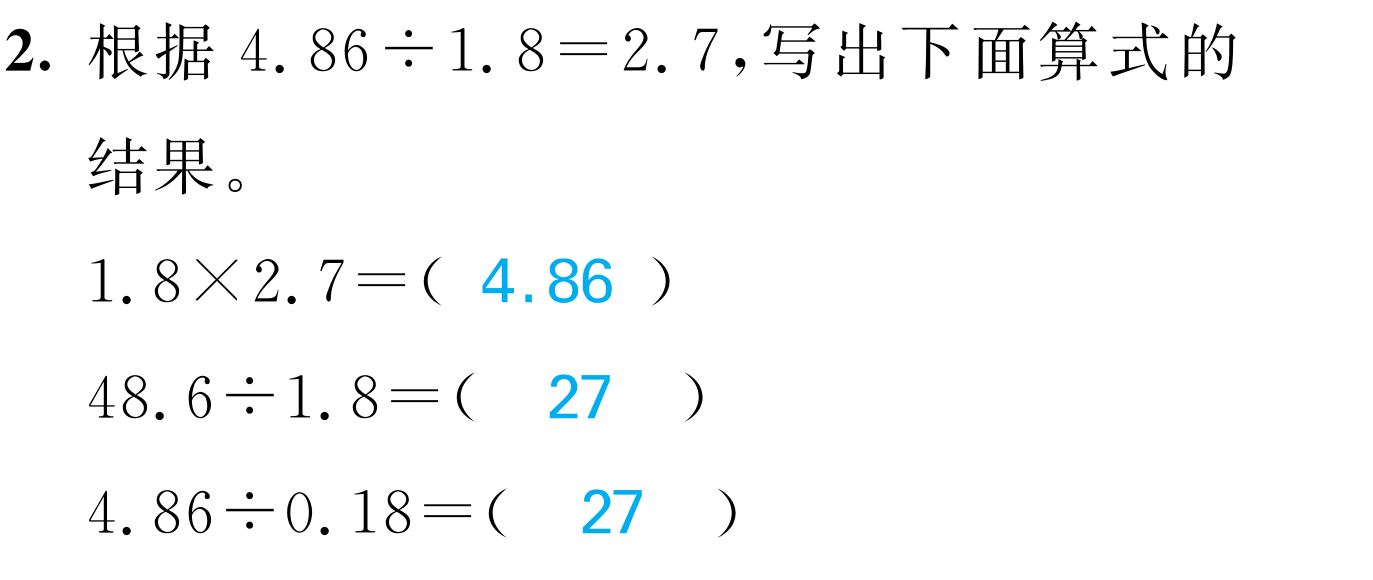 2. 根据 4.86÷1.8=2.7,写出下面算式的
结果。
1.8×2.7=( 4.86 )
48.6÷1.8=( 27 )
4.86÷0.18=( 27 )